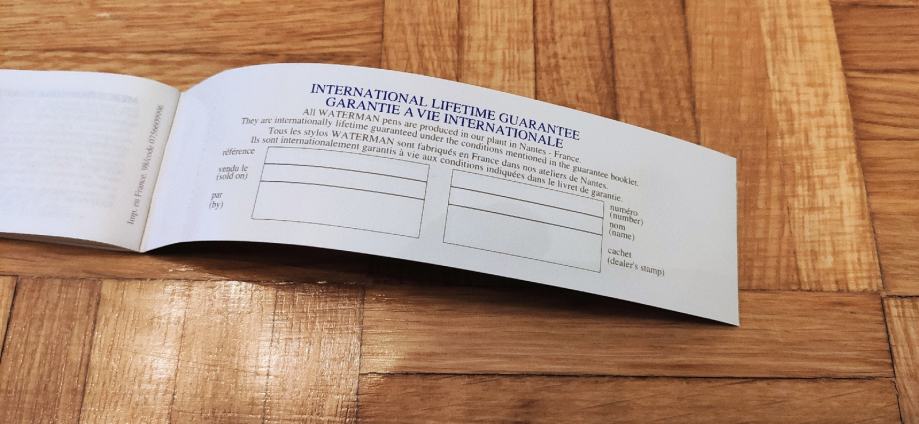 INTERNATIONAL LIFETIME GUARANTEE
GARANTIE A VIE INTERNATIONALE
All WATERMAN pens are produced in our plant in Nantes - France.
They are internationally lifetime guaranteed under the conditions mentioned in the guarantee booklet.
Tous les stylos WATERMAN sont fabriqués en France dans nos ateliers de Nantes.
Ils sont internationalement garantis à vie aux conditions indiquées dans le livret de garantie.
référence
vendu le
(sold on)
par
(by)
numéro
(number)
nom
(name)
cachet
(dealer's stamp)
Imp. en France